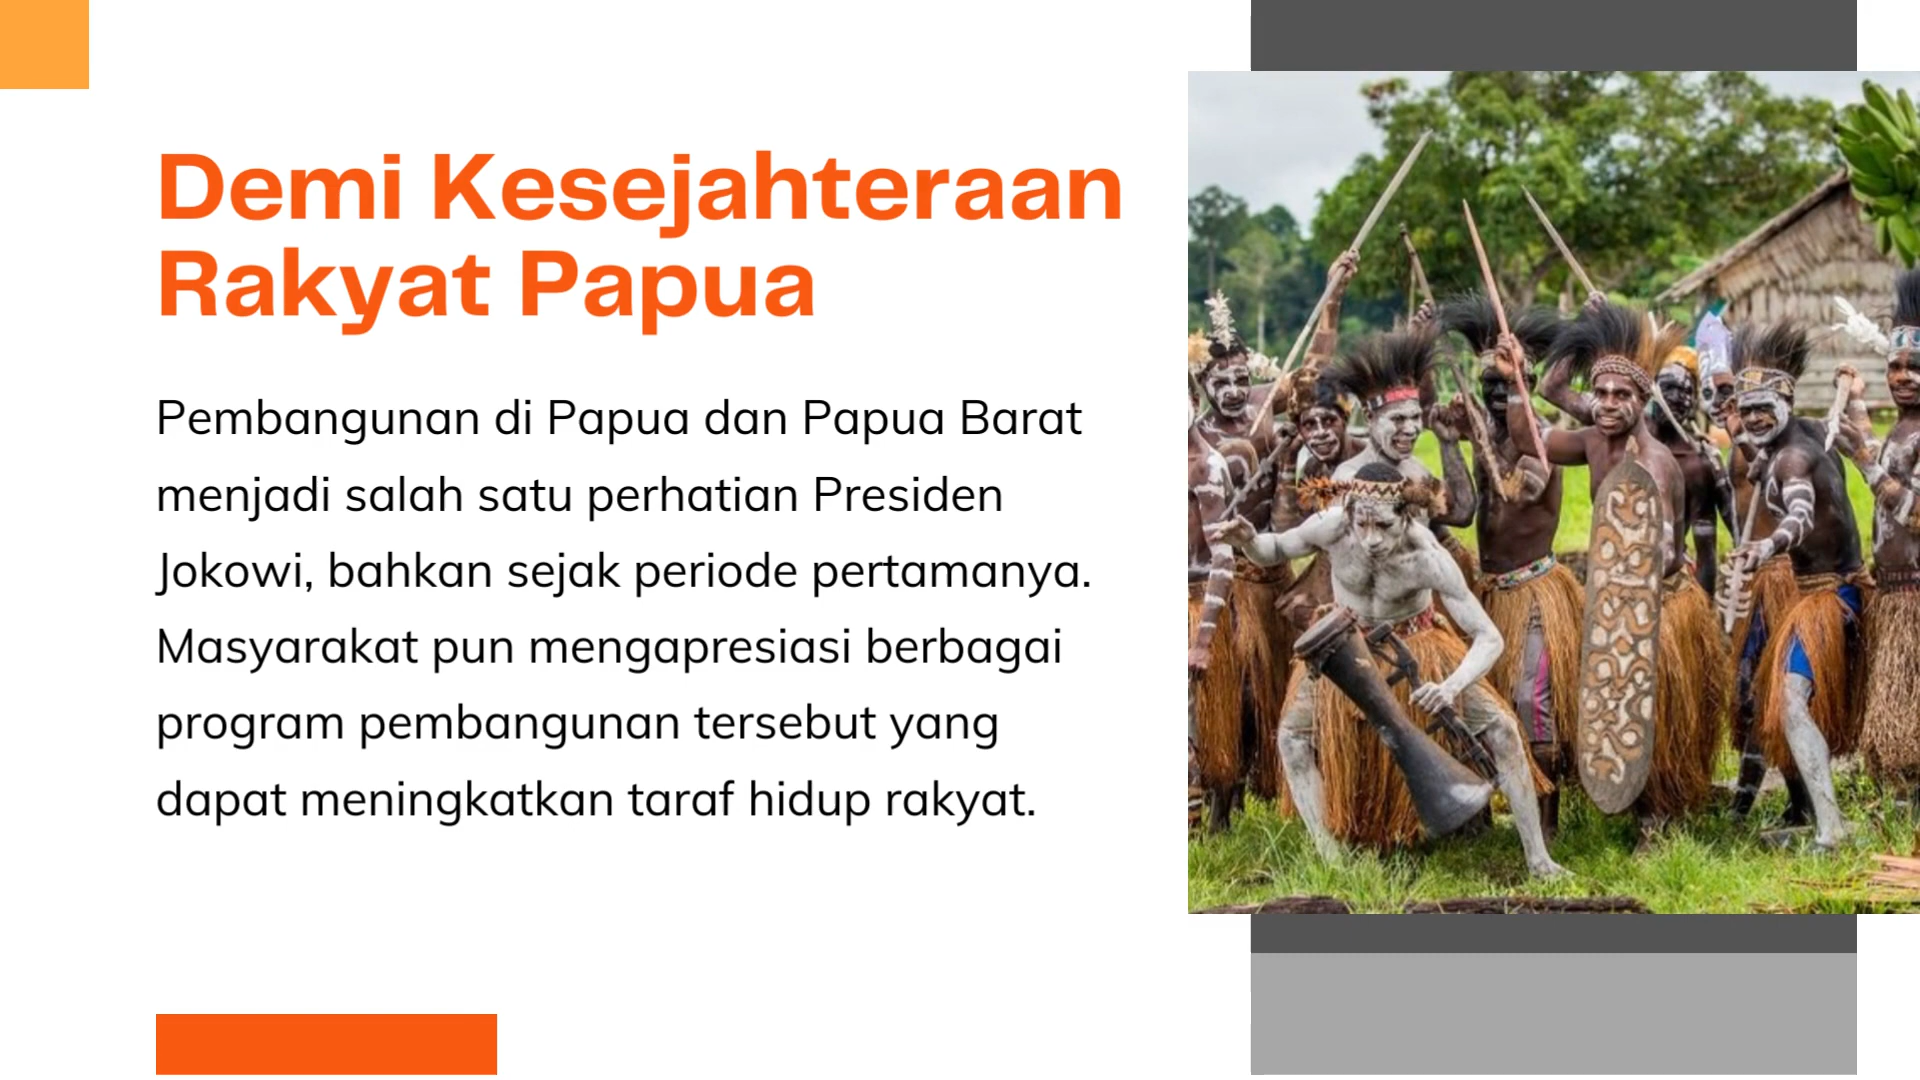 Demi Kesejahteraan
Rakyat Papua
Pembangunan di Papua dan Papua Barat
menjadi salah satu perhatian Presiden
Jokowi, bahkan sejak periode pertamanya.
Masyarakat pun mengapresiasi berbagai
program pembangunan tersebut yang
dapat meningkatkan taraf hidup rakyat.